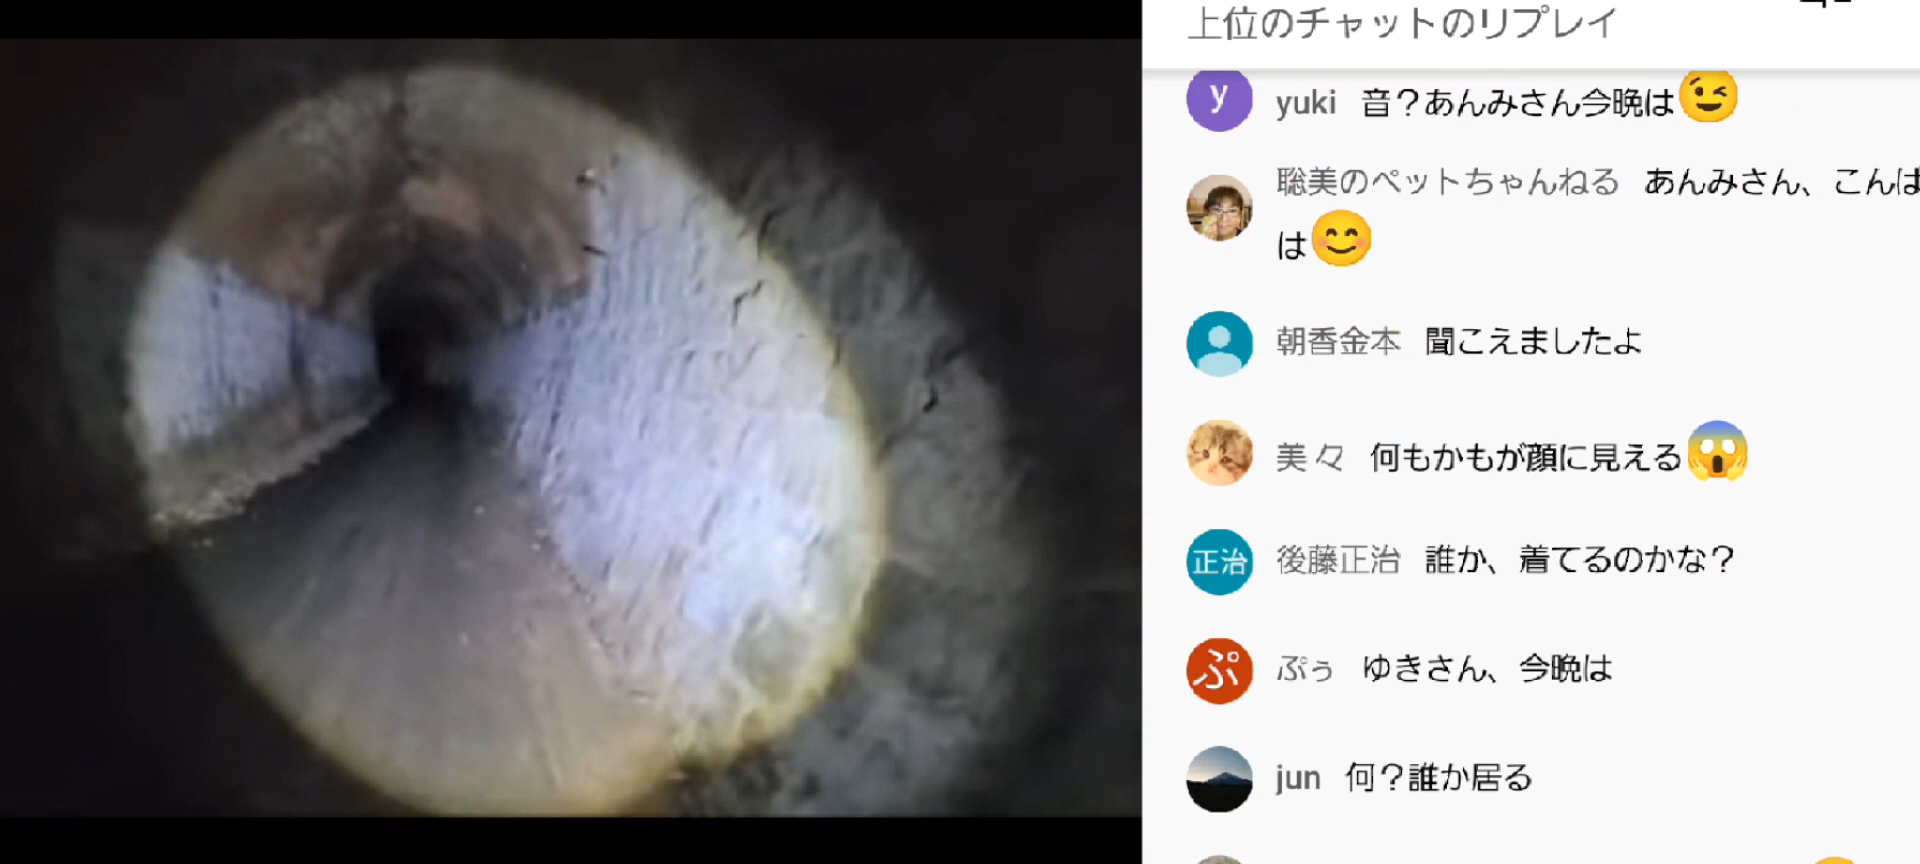 上位のチャットのリプレイ
y yuki 音？あんみさん今晩は😉
聡美のペットちゃんねる あんみさん、こんは
は😊
朝香金本 聞こえましたよ
美々 何もかもが顔に見える😱
正治 後藤正治 誰か、着てるのかな？
ぷ ぷぅ ゆきさん、今晩は
jun 何？誰か居る